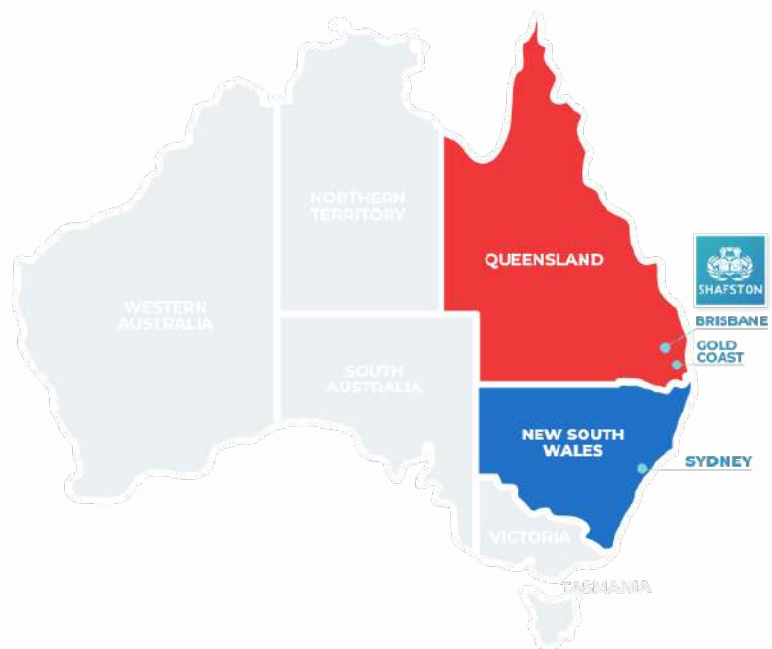 NORTHERN
TERRITORY
QUEENSLAND
SHAFSTON
WESTERN
AUSTRALIA
BRISBANE
GOLD
COAST
SOUTH
AUSTRALIA
NEW SOUTH
WALES
SYDNEY
VICTORIA
TASMANIA